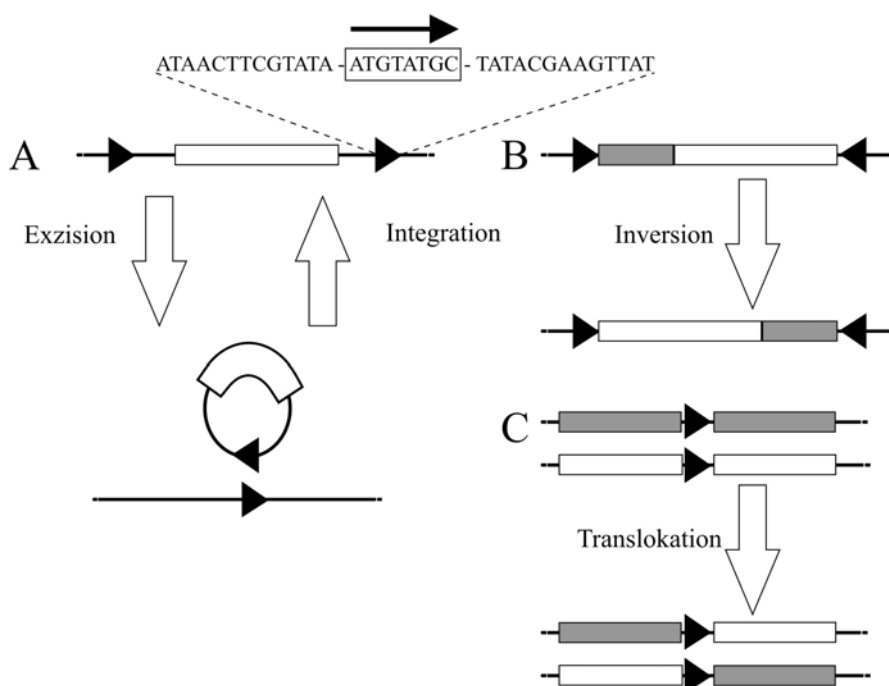 ATAACTTCGTATA - ATGTATGC - TATACGAAGTTAT
A
B
Exzision
Integration
Inversion
C
Translokation